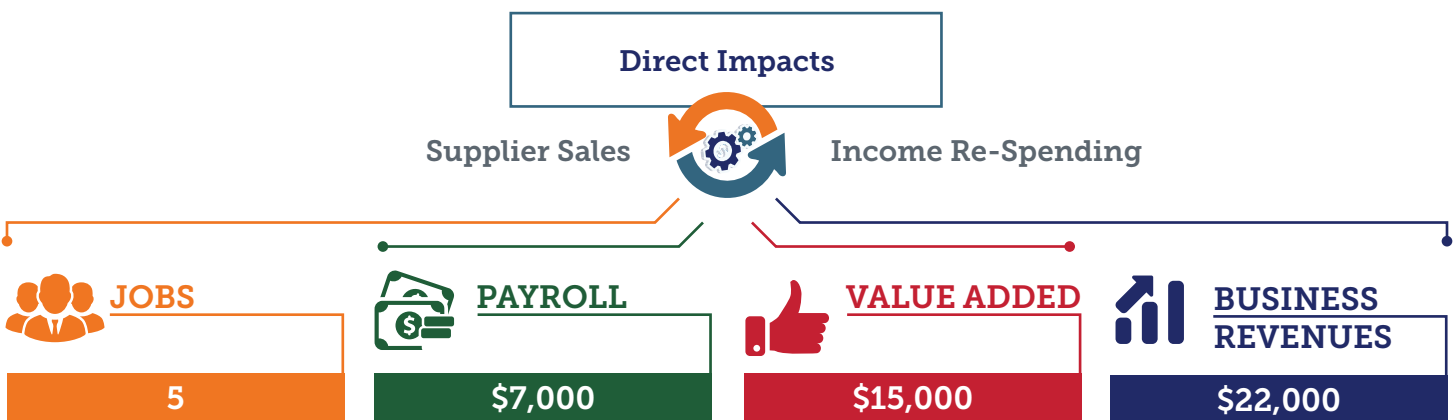 Direct Impacts
Supplier Sales
Income Re-Spending
JOBS
5
PAYROLL
$
$7,000
VALUE ADDED
$15,000
BUSINESS
REVENUES
$22,000